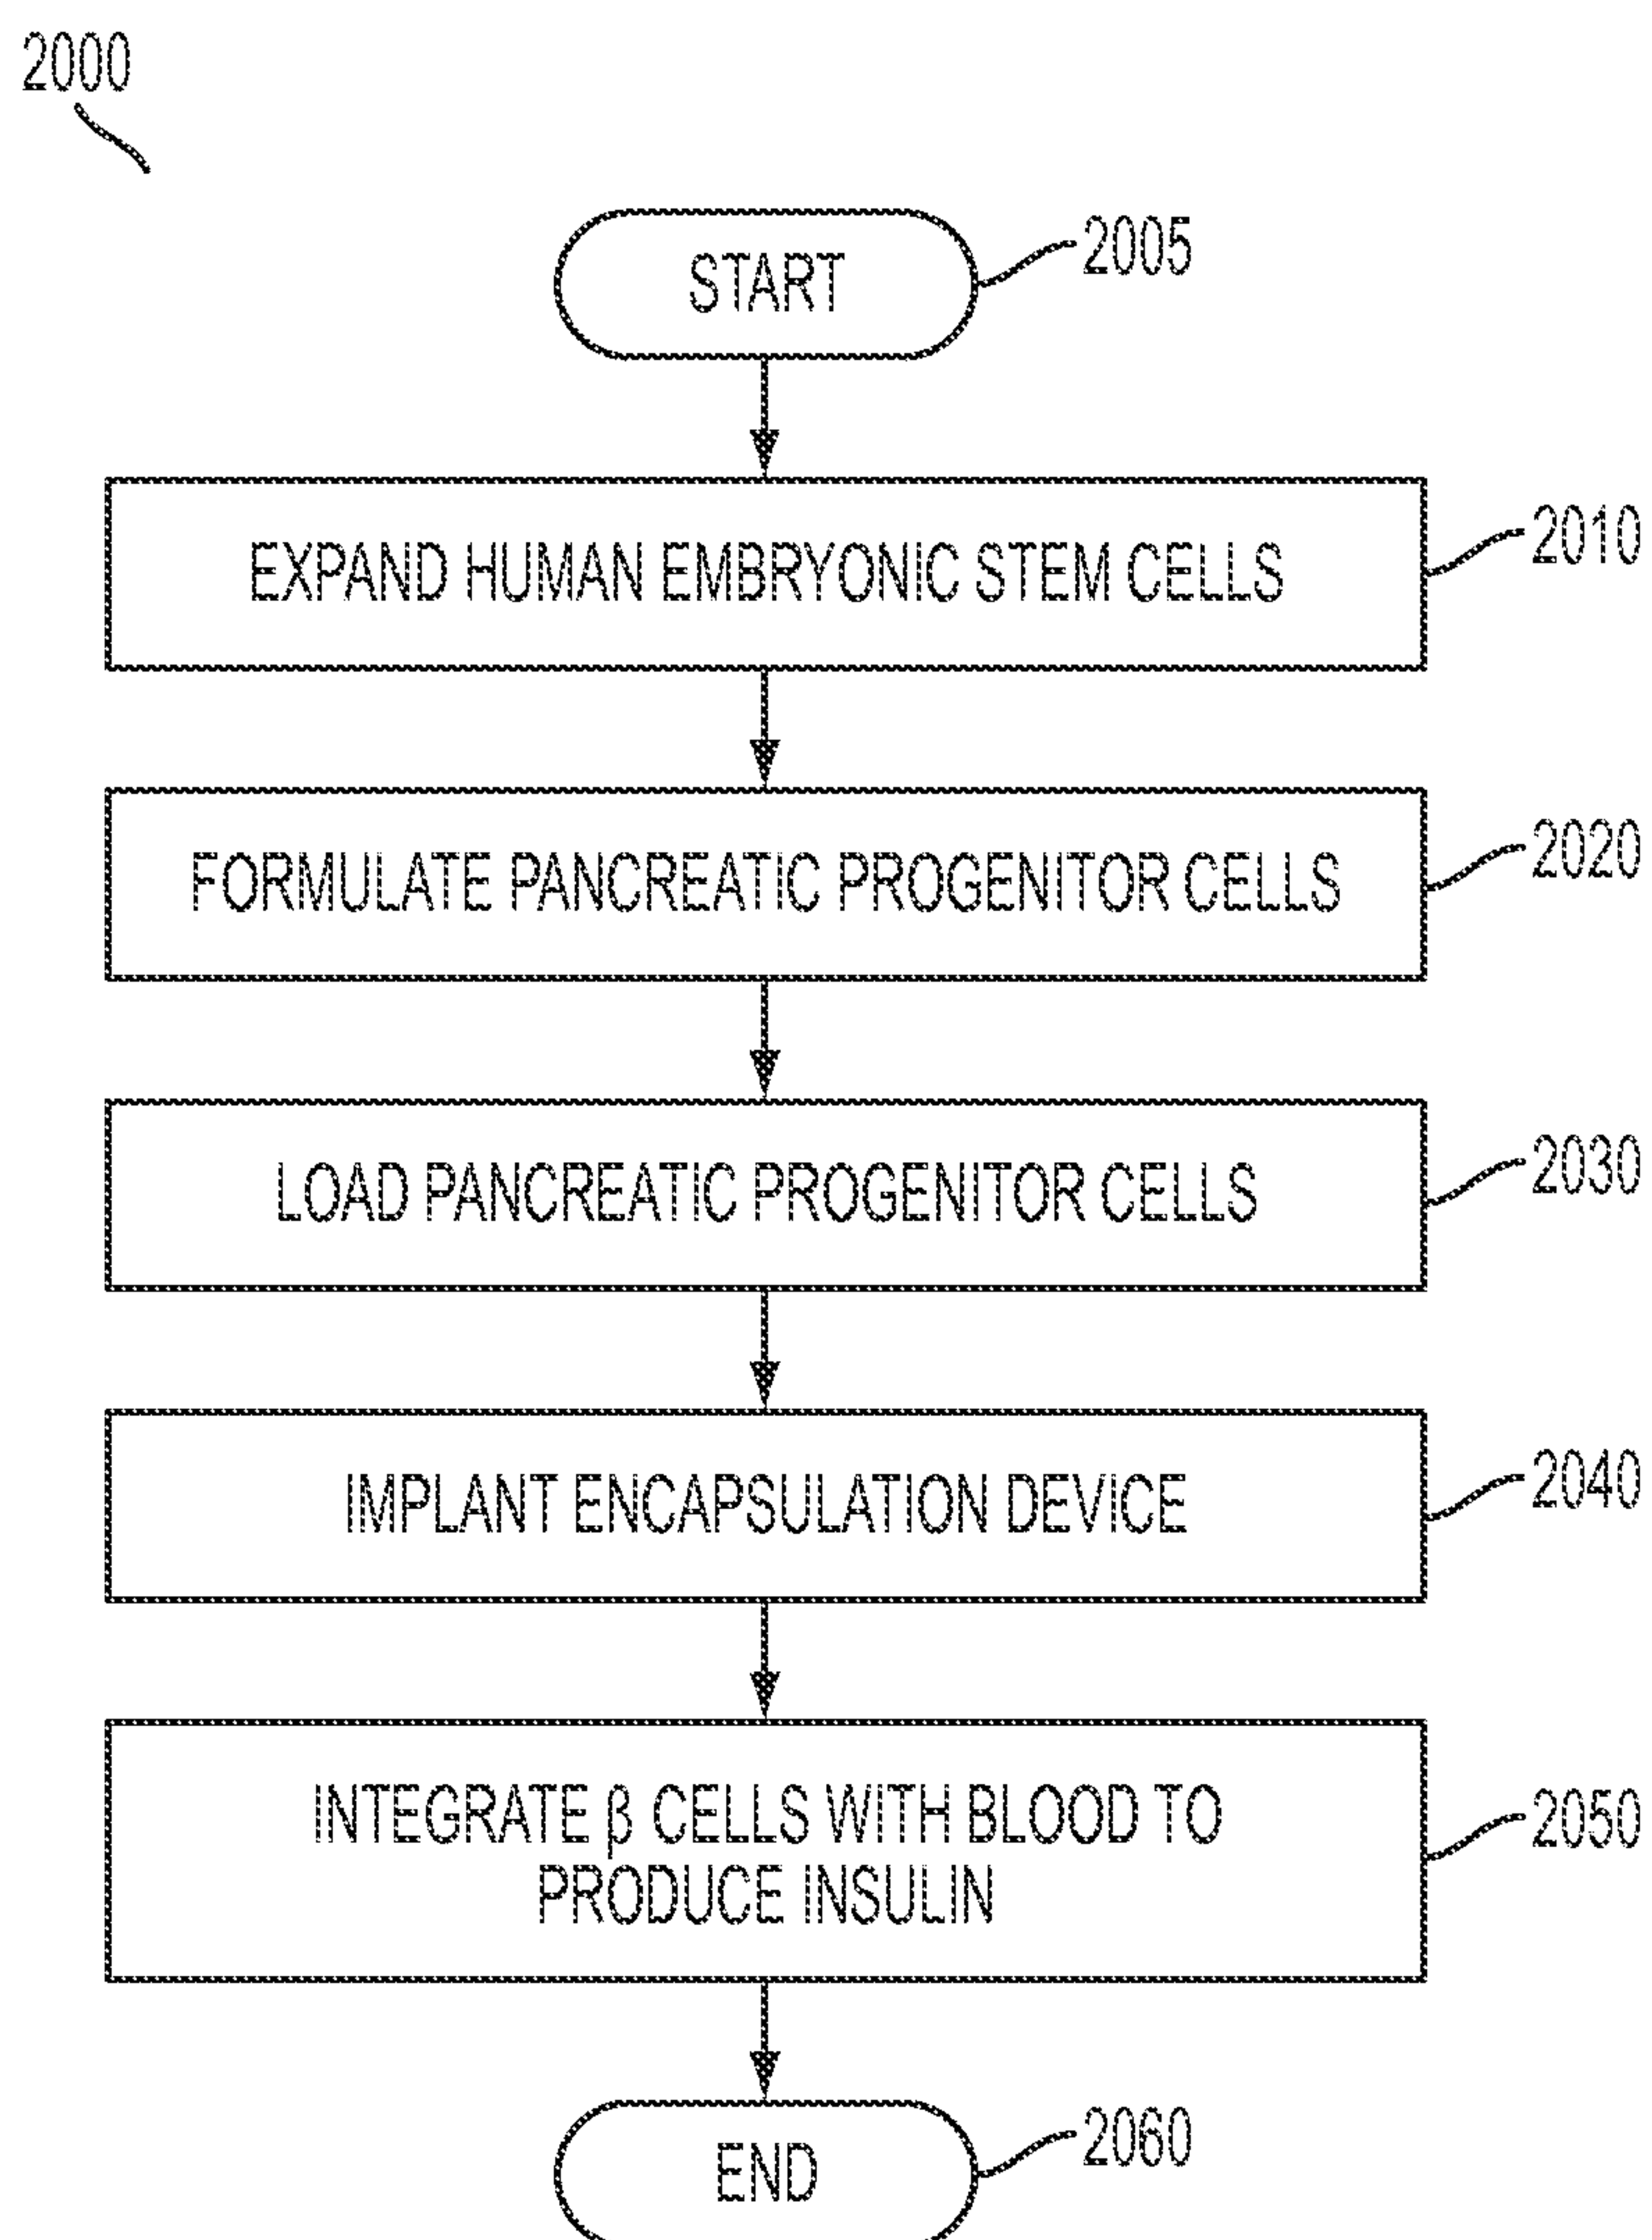 2000
START
2005
EXPAND HUMAN EMBRYONIC STEM CELLS
2010
FORMULATE PANCREATIC PROGENITOR CELLS
2020
LOAD PANCREATIC PROGENITOR CELLS
2030
IMPLANT ENCAPSULATION DEVICE
2040
INTEGRATE β CELLS WITH BLOOD TO
PRODUCE INSULIN
2050
END
2060